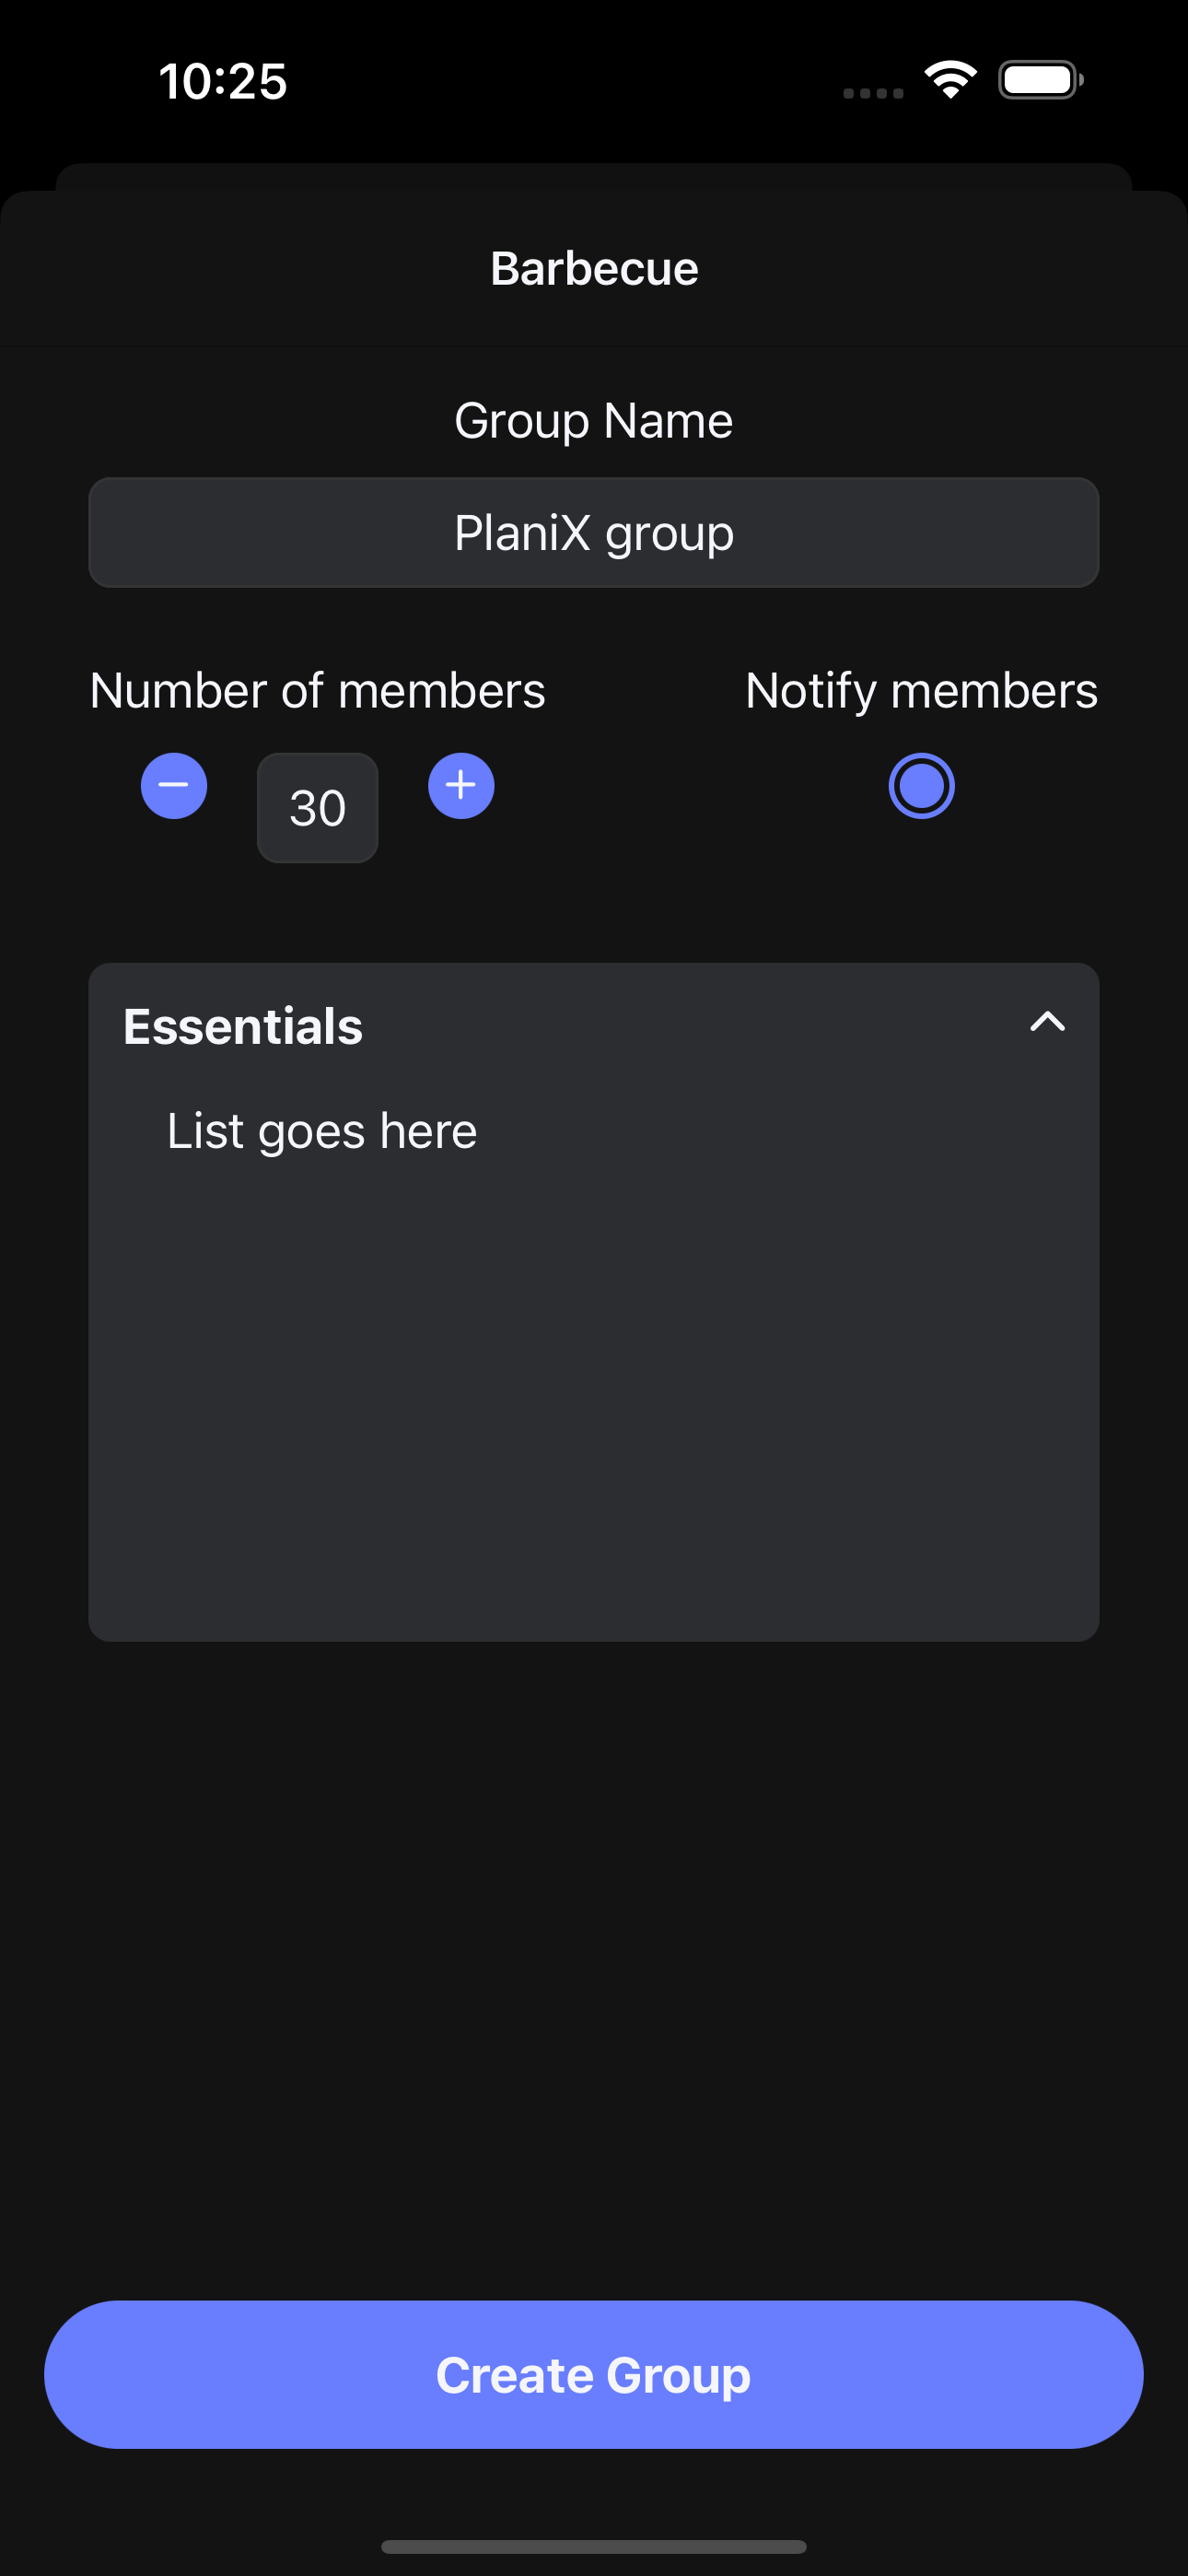 10:25
Barbecue
Group Name
PlaniX group
Number of members
Notify members
30
Essentials
List goes here
Create Group